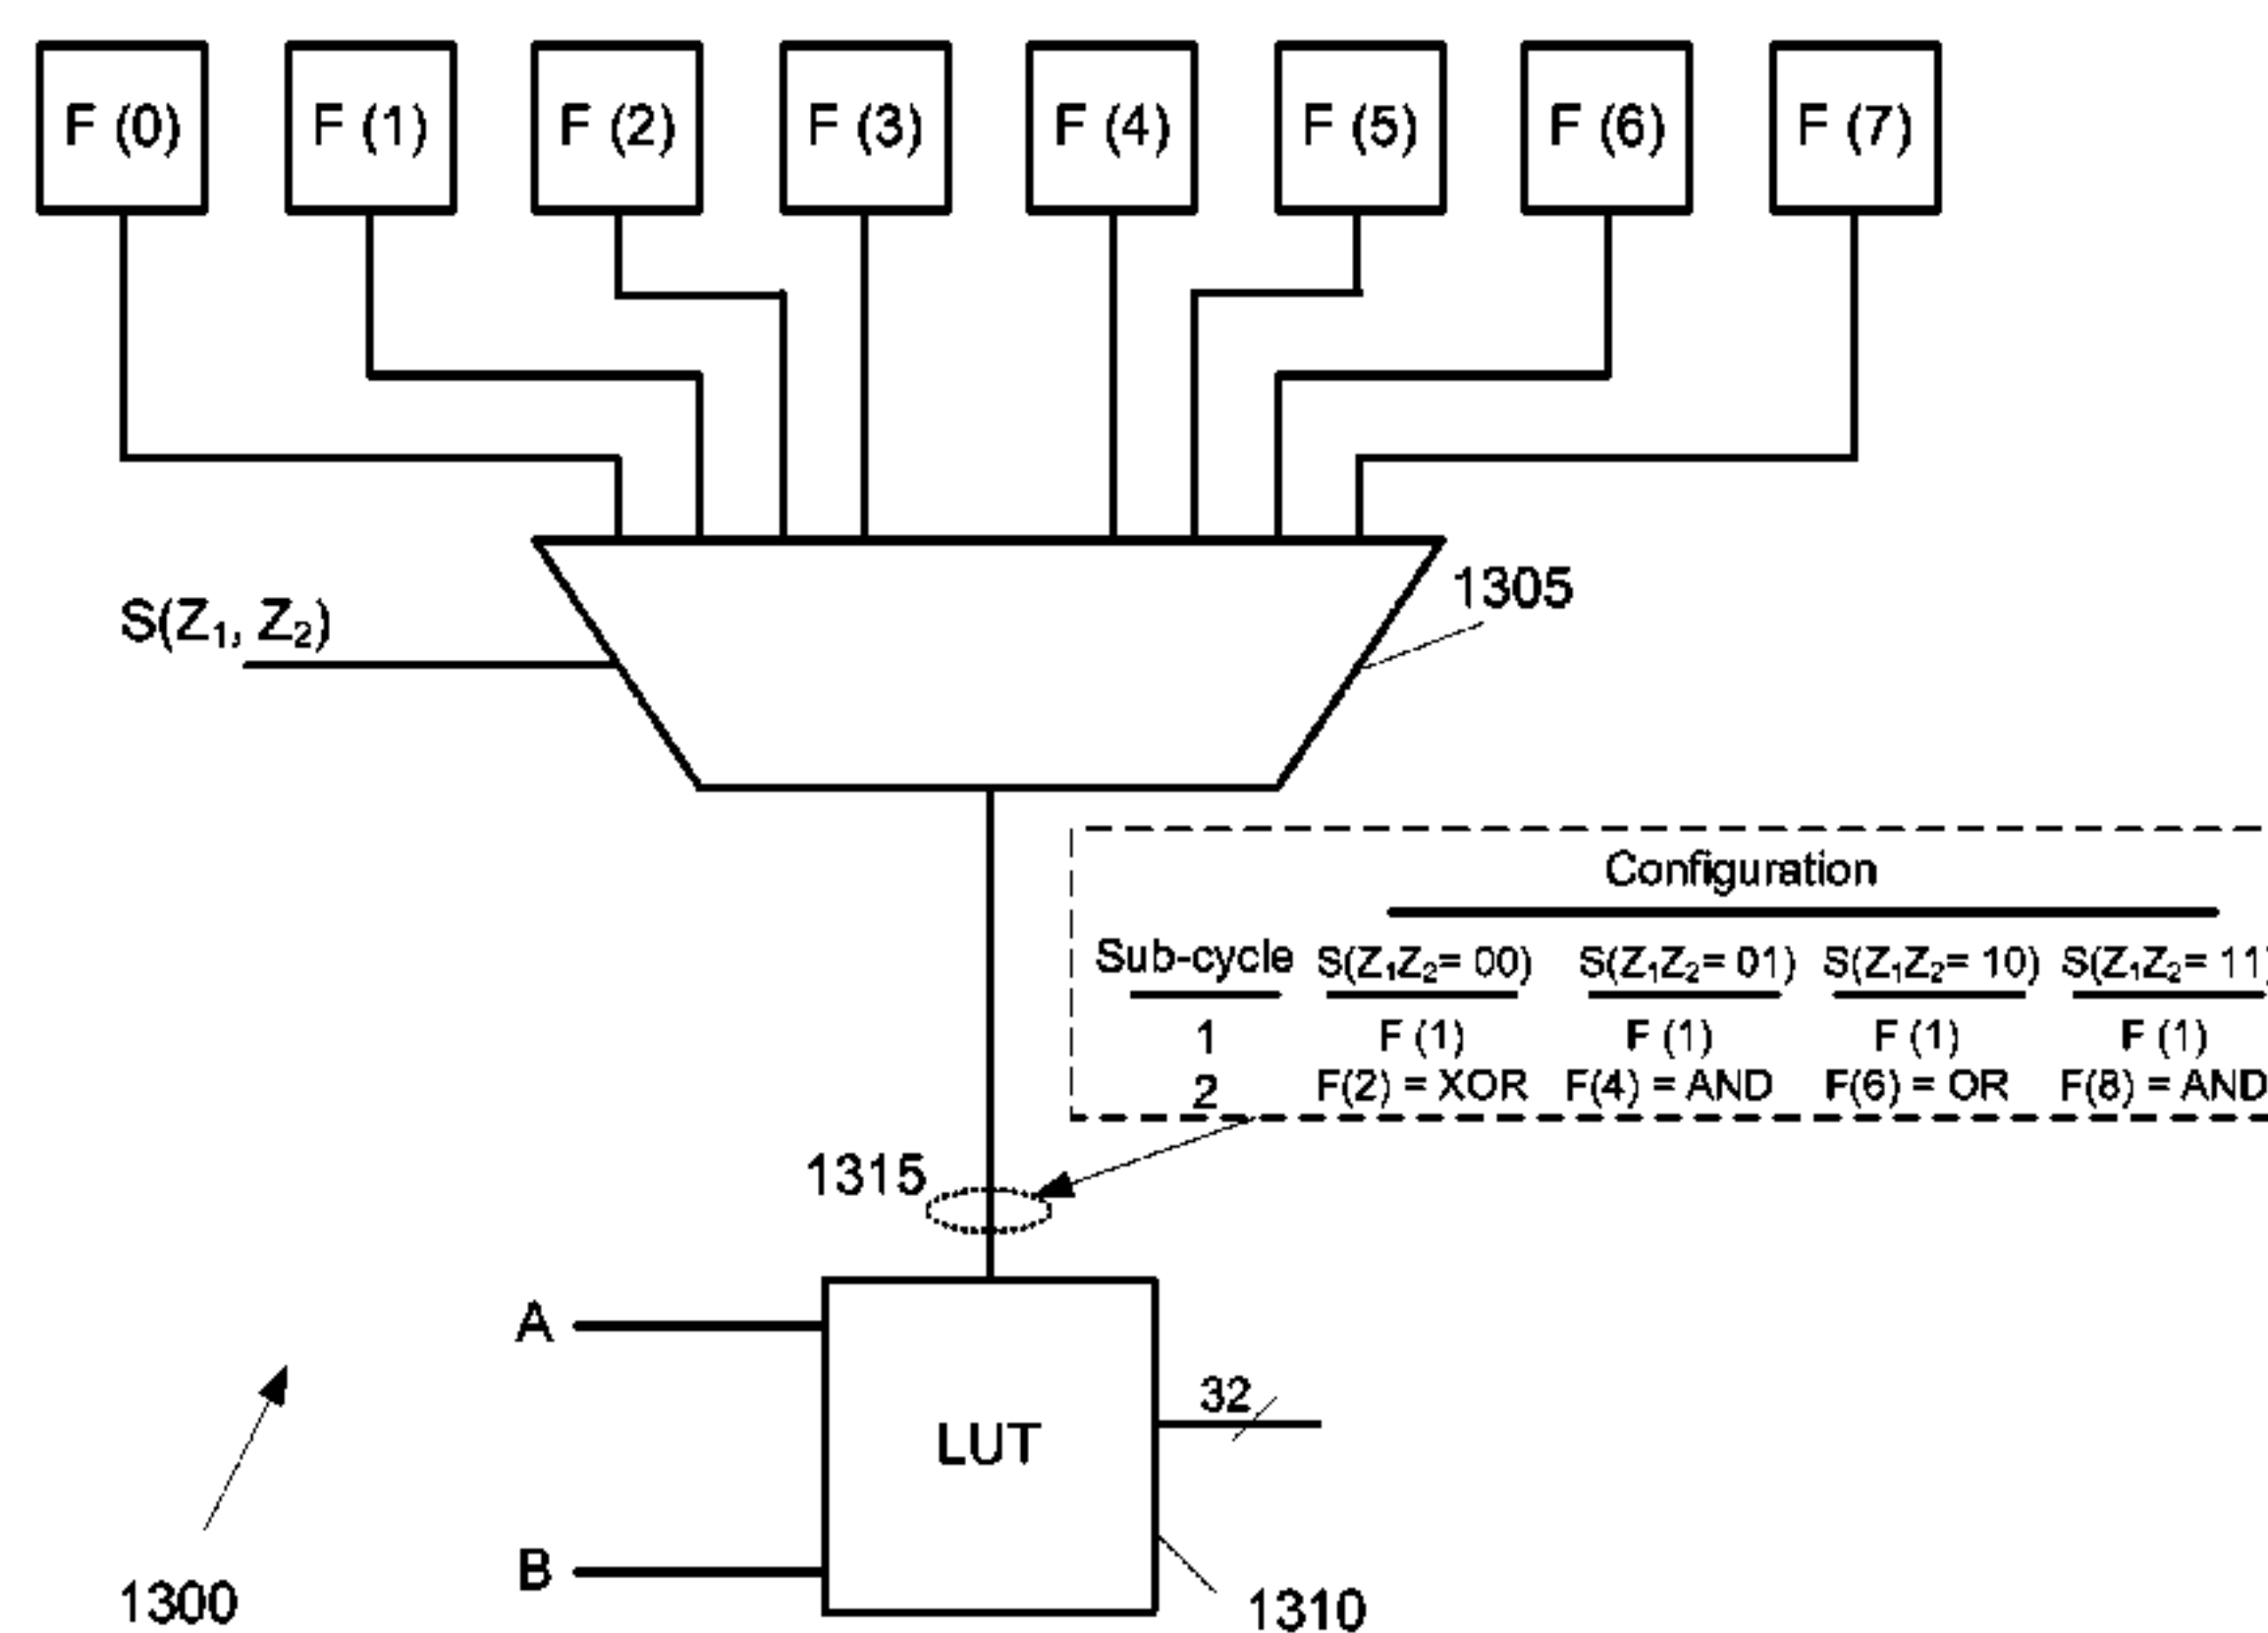 F (0) F (1) F (2) F (3) F (4) F (5) F (6) F (7)
1305
S(Z₁, Z₂)
Configuration
Sub-cycle S(Z₁Z₂= 00) S(Z₁Z₂= 01) S(Z₁Z₂= 10) S(Z₁Z₂= 11)
1 F (1) F (1) F (1) F (1)
2 F(2) = XOR F(4) = AND F(6) = OR F(8) = AND
1315
A
32
LUT
B
1300
1310